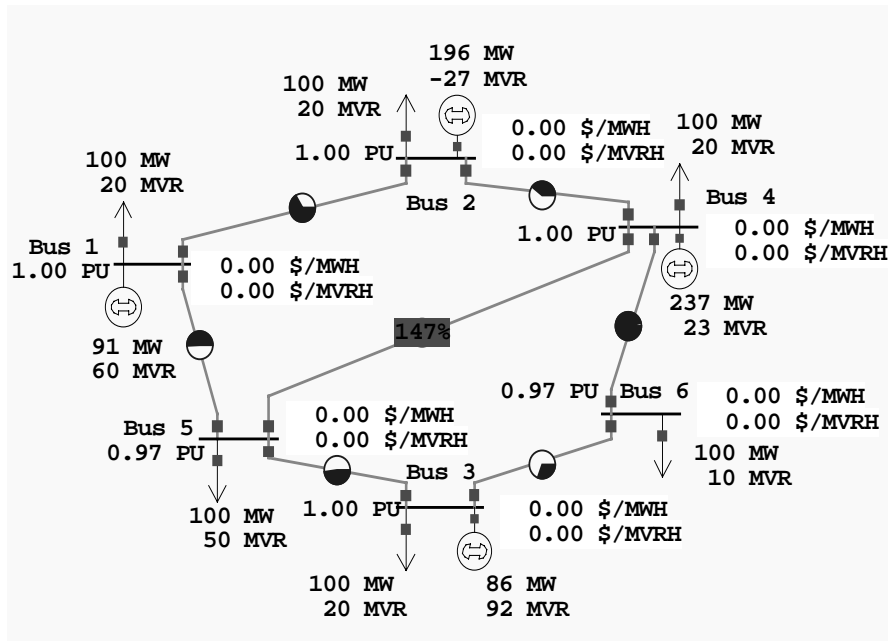 196 MW
-27 MVR
100 MW
20 MVR
0.00 $/MWH
0.00 $/MVRH
1.00 PU
Bus 2
100 MW
20 MVR
100 MW
20 MVR
Bus 4
1.00 PU
0.00 $/MWH
0.00 $/MVRH
Bus 1
1.00 PU
0.00 $/MWH
0.00 $/MVRH
237 MW
23 MVR
91 MW
60 MVR
147%
0.97 PU
Bus 6
0.00 $/MWH
0.00 $/MVRH
Bus 5
0.97 PU
0.00 $/MWH
0.00 $/MVRH
100 MW
10 MVR
Bus 3
1.00 PU
0.00 $/MWH
0.00 $/MVRH
100 MW
50 MVR
100 MW
20 MVR
86 MW
92 MVR